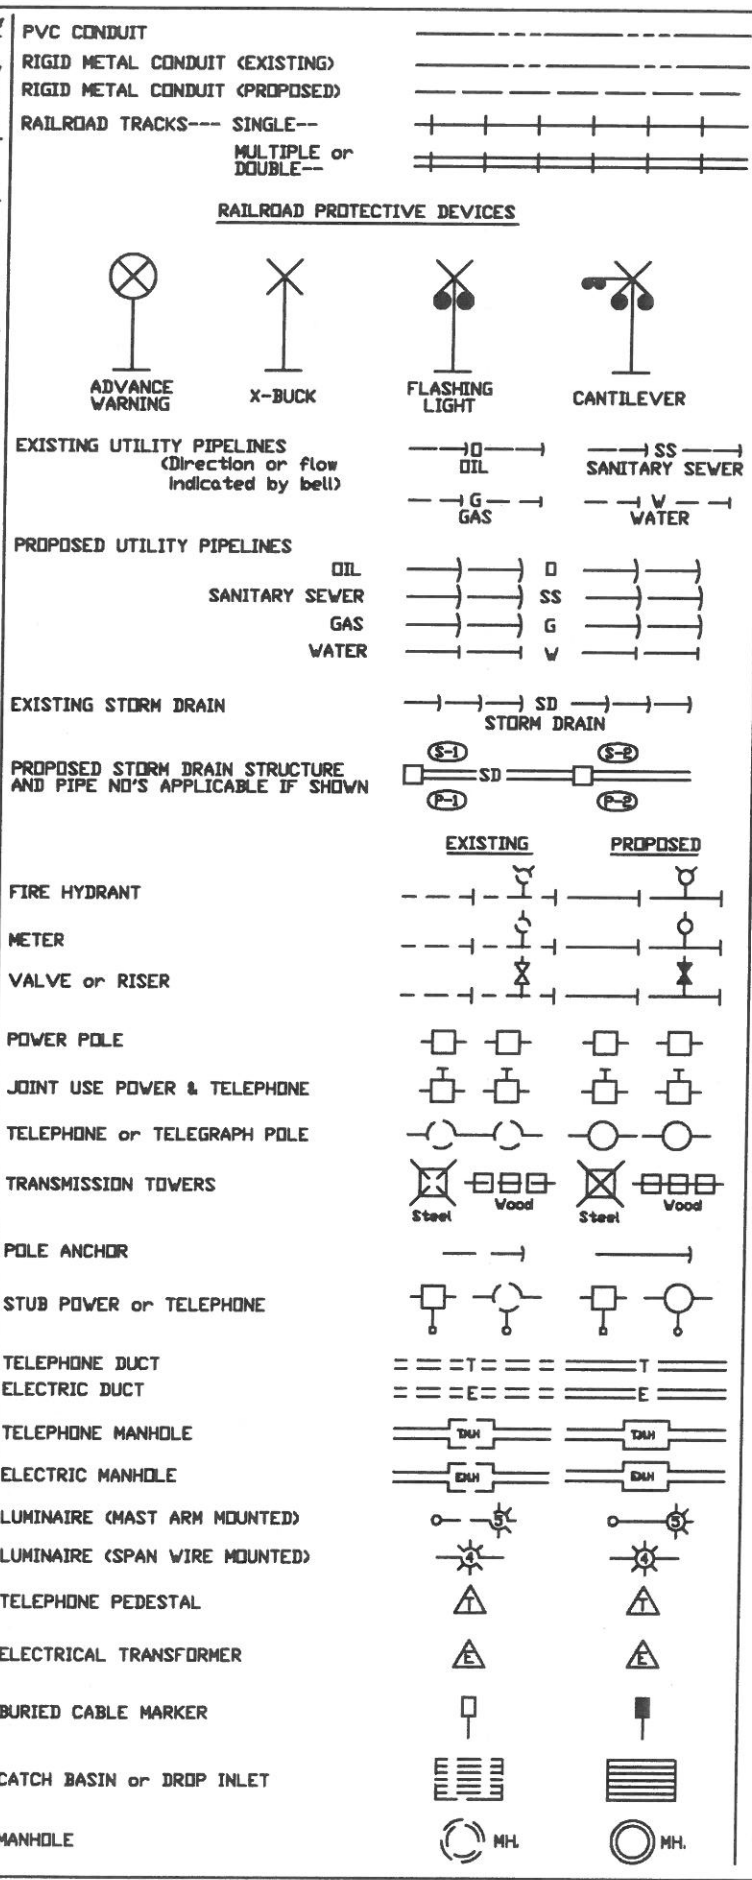 PVC CONDUIT
RIGID METAL CONDUIT (EXISTING)
RIGID METAL CONDUIT (PROPOSED)
RAILROAD TRACKS--- SINGLE--
MULTIPLE or
DOUBLE--
RAILROAD PROTECTIVE DEVICES
ADVANCE
WARNING
X-BUCK
FLASHING
LIGHT
CANTILEVER
EXISTING UTILITY PIPELINES
(Direction or flow
indicated by bell)
O
OIL
SS
SANITARY SEWER
G
GAS
W
WATER
PROPOSED UTILITY PIPELINES
OIL O
SANITARY SEWER SS
GAS G
WATER W
EXISTING STORM DRAIN SD
STORM DRAIN
S-1 S-2
PROPOSED STORM DRAIN STRUCTURE
AND PIPE NO'S APPLICABLE IF SHOWN
SD
P-1 P-2
EXISTING PROPOSED
FIRE HYDRANT
METER
VALVE or RISER
POWER POLE
JOINT USE POWER & TELEPHONE
TELEPHONE or TELEGRAPH POLE
TRANSMISSION TOWERS
Steel Wood Steel Wood
POLE ANCHOR
STUB POWER or TELEPHONE
TELEPHONE DUCT T T
ELECTRIC DUCT E E
TELEPHONE MANHOLE
ELECTRIC MANHOLE
LUMINAIRE (MAST ARM MOUNTED) 5 5
LUMINAIRE (SPAN WIRE MOUNTED) 4 4
TELEPHONE PEDESTAL T T
ELECTRICAL TRANSFORMER E E
BURIED CABLE MARKER
CATCH BASIN or DROP INLET
MANHOLE MH. MH.